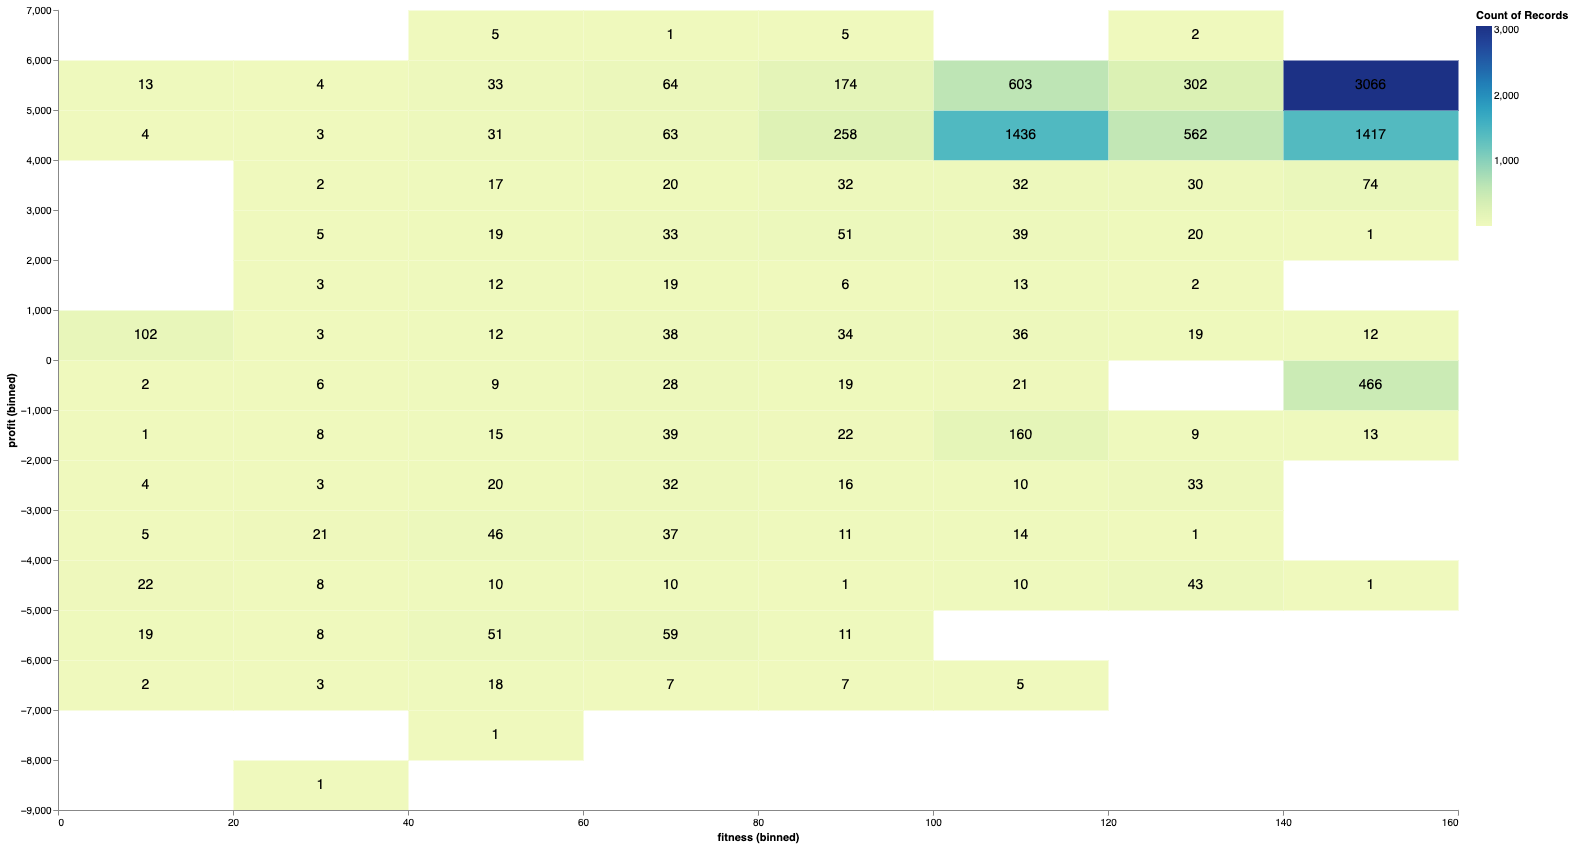 Count of Records
3,000
2,000
1,000
profit (binned)
7,000
5 1 5 2
6,000
13 4 33 64 174 603 302 3066
5,000
4 3 31 63 258 1436 562 1417
4,000
2 17 20 32 32 30 74
3,000
5 19 33 51 39 20 1
2,000
3 12 19 6 13 2
1,000
102 3 12 38 34 36 19 12
0
2 6 9 28 19 21 466
−1,000
1 8 15 39 22 160 9 13
−2,000
4 3 20 32 16 10 33
−3,000
5 21 46 37 11 14 1
−4,000
22 8 10 10 1 10 43 1
−5,000
19 8 51 59 11
−6,000
2 3 18 7 7 5
−7,000
1
−8,000
1
−9,000
0 20 40 60 80 100 120 140 160
fitness (binned)